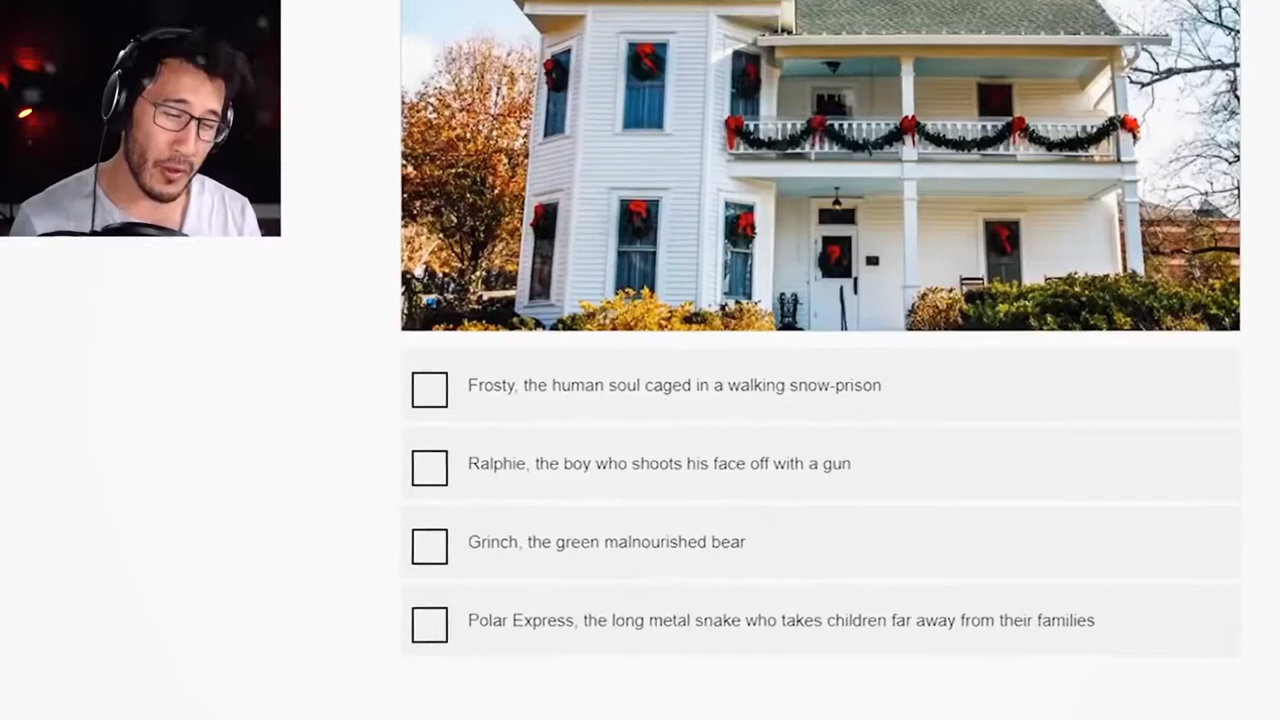 Frosty, the human soul caged in a walking snow-prison
Ralphie, the boy who shoots his face off with a gun
Grinch, the green malnourished bear
Polar Express, the long metal snake who takes children far away from their families